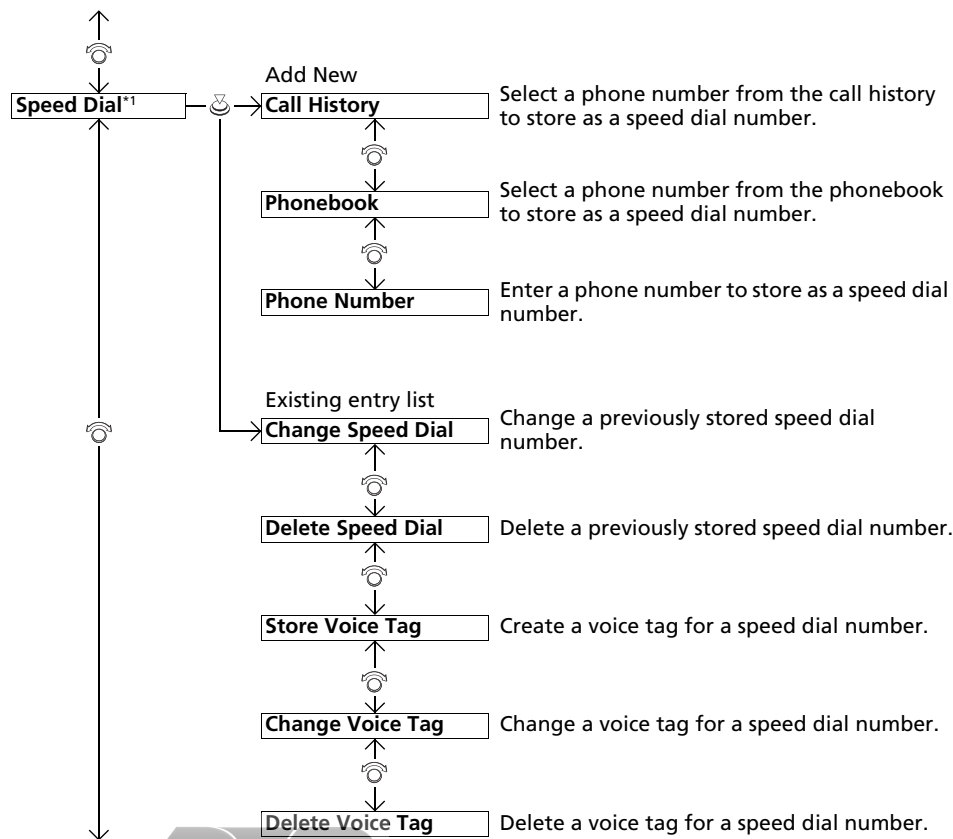 Add New
Speed Dial*1
Call History
Select a phone number from the call history
to store as a speed dial number.
Phonebook
Select a phone number from the phonebook
to store as a speed dial number.
Phone Number
Enter a phone number to store as a speed dial
number.
Existing entry list
Change Speed Dial
Change a previously stored speed dial
number.
Delete Speed Dial
Delete a previously stored speed dial number.
Store Voice Tag
Create a voice tag for a speed dial number.
Change Voice Tag
Change a voice tag for a speed dial number.
Delete Voice Tag
Delete a voice tag for a speed dial number.